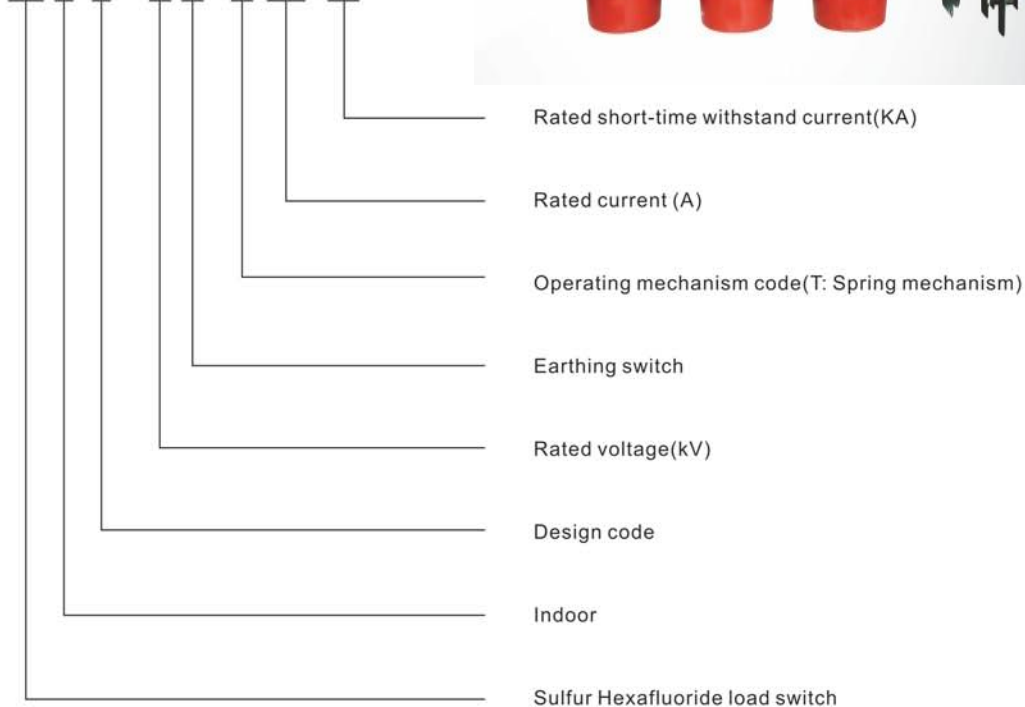 Rated short-time withstand current(KA)
Rated current (A)
Operating mechanism code(T: Spring mechanism)
Earthing switch
Rated voltage(kV)
Design code
Indoor
Sulfur Hexafluoride load switch